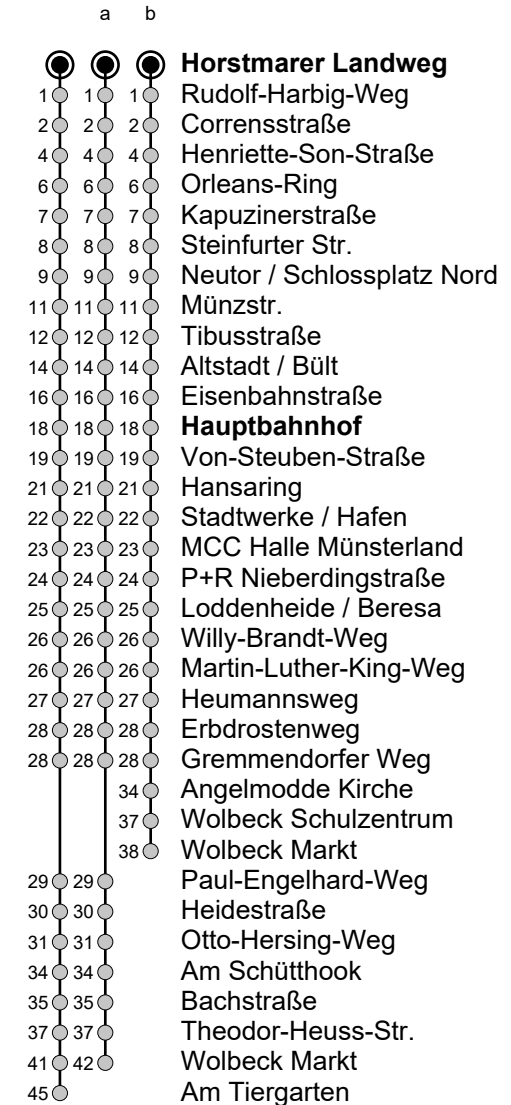 a b
Horstmarer Landweg
1 1 1 Rudolf-Harbig-Weg
2 2 2 Corrensstraße
4 4 4 Henriette-Son-Straße
6 6 6 Orleans-Ring
7 7 7 Kapuzinerstraße
8 8 8 Steinfurter Str.
9 9 9 Neutor / Schlossplatz Nord
11 11 11 Münzstr.
12 12 12 Tibusstraße
14 14 14 Altstadt / Bült
16 16 16 Eisenbahnstraße
18 18 18 Hauptbahnhof
19 19 19 Von-Steuben-Straße
21 21 21 Hansaring
22 22 22 Stadtwerke / Hafen
23 23 23 MCC Halle Münsterland
24 24 24 P+R Nieberdingstraße
25 25 25 Loddenheide / Beresa
26 26 26 Willy-Brandt-Weg
26 26 26 Martin-Luther-King-Weg
27 27 27 Heumannsweg
28 28 28 Erbdrostenweg
28 28 28 Gremmendorfer Weg
34 Angelmodde Kirche
37 Wolbeck Schulzentrum
38 Wolbeck Markt
29 29 Paul-Engelhard-Weg
30 30 Heidestraße
31 31 Otto-Hersing-Weg
34 34 Am Schütthook
35 35 Bachstraße
37 37 Theodor-Heuss-Str.
41 42 Wolbeck Markt
45 Am Tiergarten